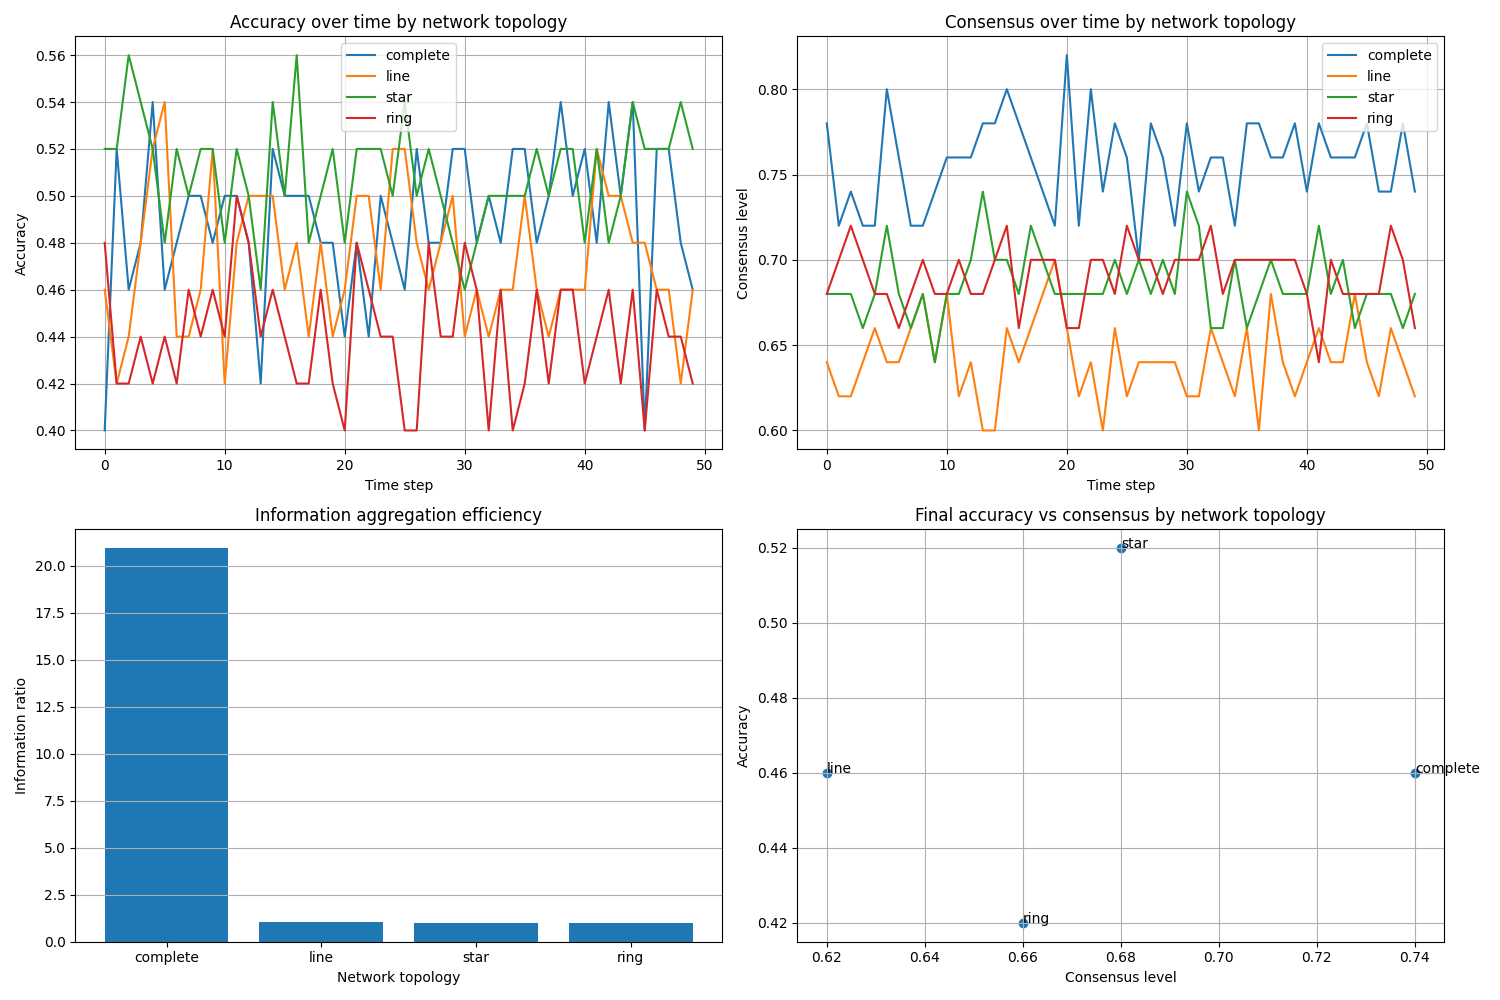 Accuracy over time by network topology
Accuracy
0.56
0.54
0.52
0.50
0.48
0.46
0.44
0.42
0.40
complete
line
star
ring
0 10 20 30 40 50
Time step
Consensus over time by network topology
Consensus level
0.80
0.75
0.70
0.65
0.60
complete
line
star
ring
0 10 20 30 40 50
Time step
Information aggregation efficiency
Information ratio
20.0
17.5
15.0
12.5
10.0
7.5
5.0
2.5
0.0
complete line star ring
Network topology
Final accuracy vs consensus by network topology
Accuracy
0.52
0.50
0.48
0.46
0.44
0.42
star
line
complete
ring
0.62 0.64 0.66 0.68 0.70 0.72 0.74
Consensus level